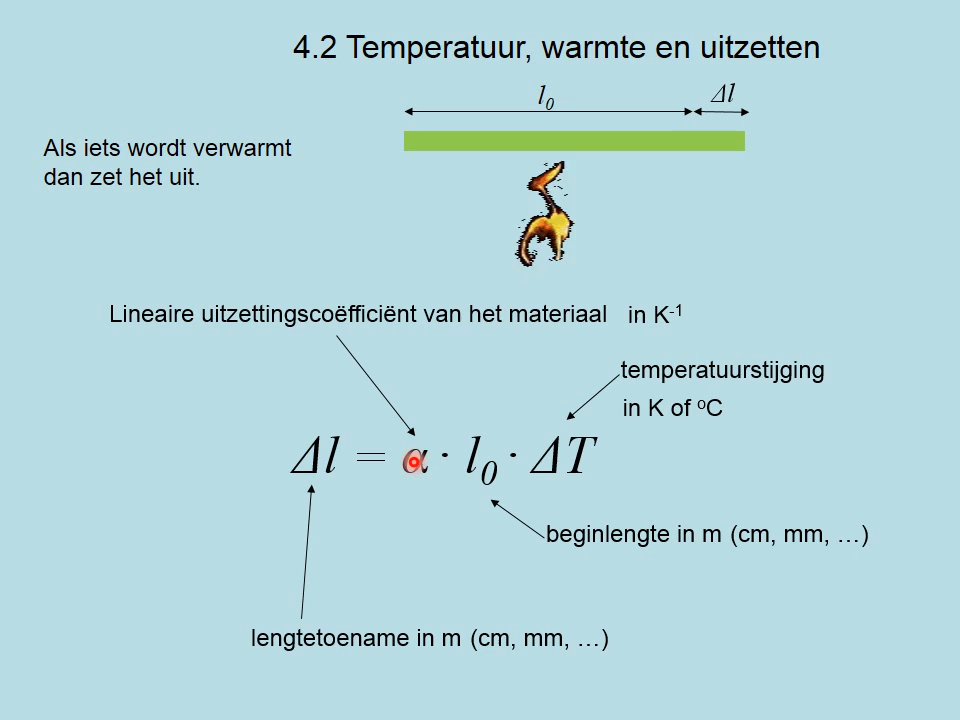 4.2 Temperatuur, warmte en uitzetten
l₀
Δl
Als iets wordt verwarmt
dan zet het uit.
Lineaire uitzettingscoëfficiënt van het materiaal in K⁻¹
temperatuurstijging
in K of ᵒC
Δl = α · l₀ · ΔT
beginlengte in m (cm, mm, …)
lengtetoename in m (cm, mm, …)